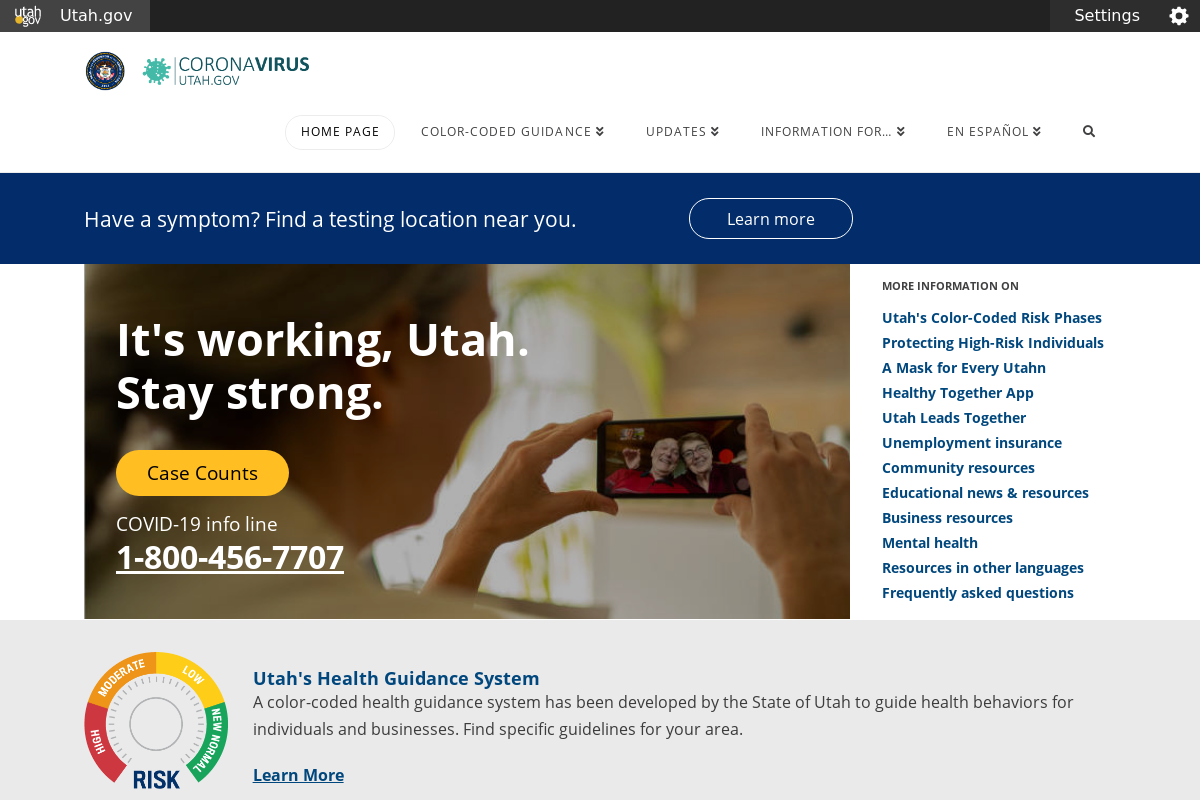 utah gov
Utah.gov
Settings
CORONAVIRUS
UTAH.GOV
HOME PAGE
COLOR-CODED GUIDANCE
UPDATES
INFORMATION FOR…
EN ESPAÑOL
Have a symptom? Find a testing location near you.
Learn more
It's working, Utah.
Stay strong.
Case Counts
COVID-19 info line
1-800-456-7707
MORE INFORMATION ON
Utah's Color-Coded Risk Phases
Protecting High-Risk Individuals
A Mask for Every Utahn
Healthy Together App
Utah Leads Together
Unemployment insurance
Community resources
Educational news & resources
Business resources
Mental health
Resources in other languages
Frequently asked questions
HIGH
MODERATE
LOW
NEW NORMAL
RISK
Utah's Health Guidance System
A color-coded health guidance system has been developed by the State of Utah to guide health behaviors for
individuals and businesses. Find specific guidelines for your area.
Learn More